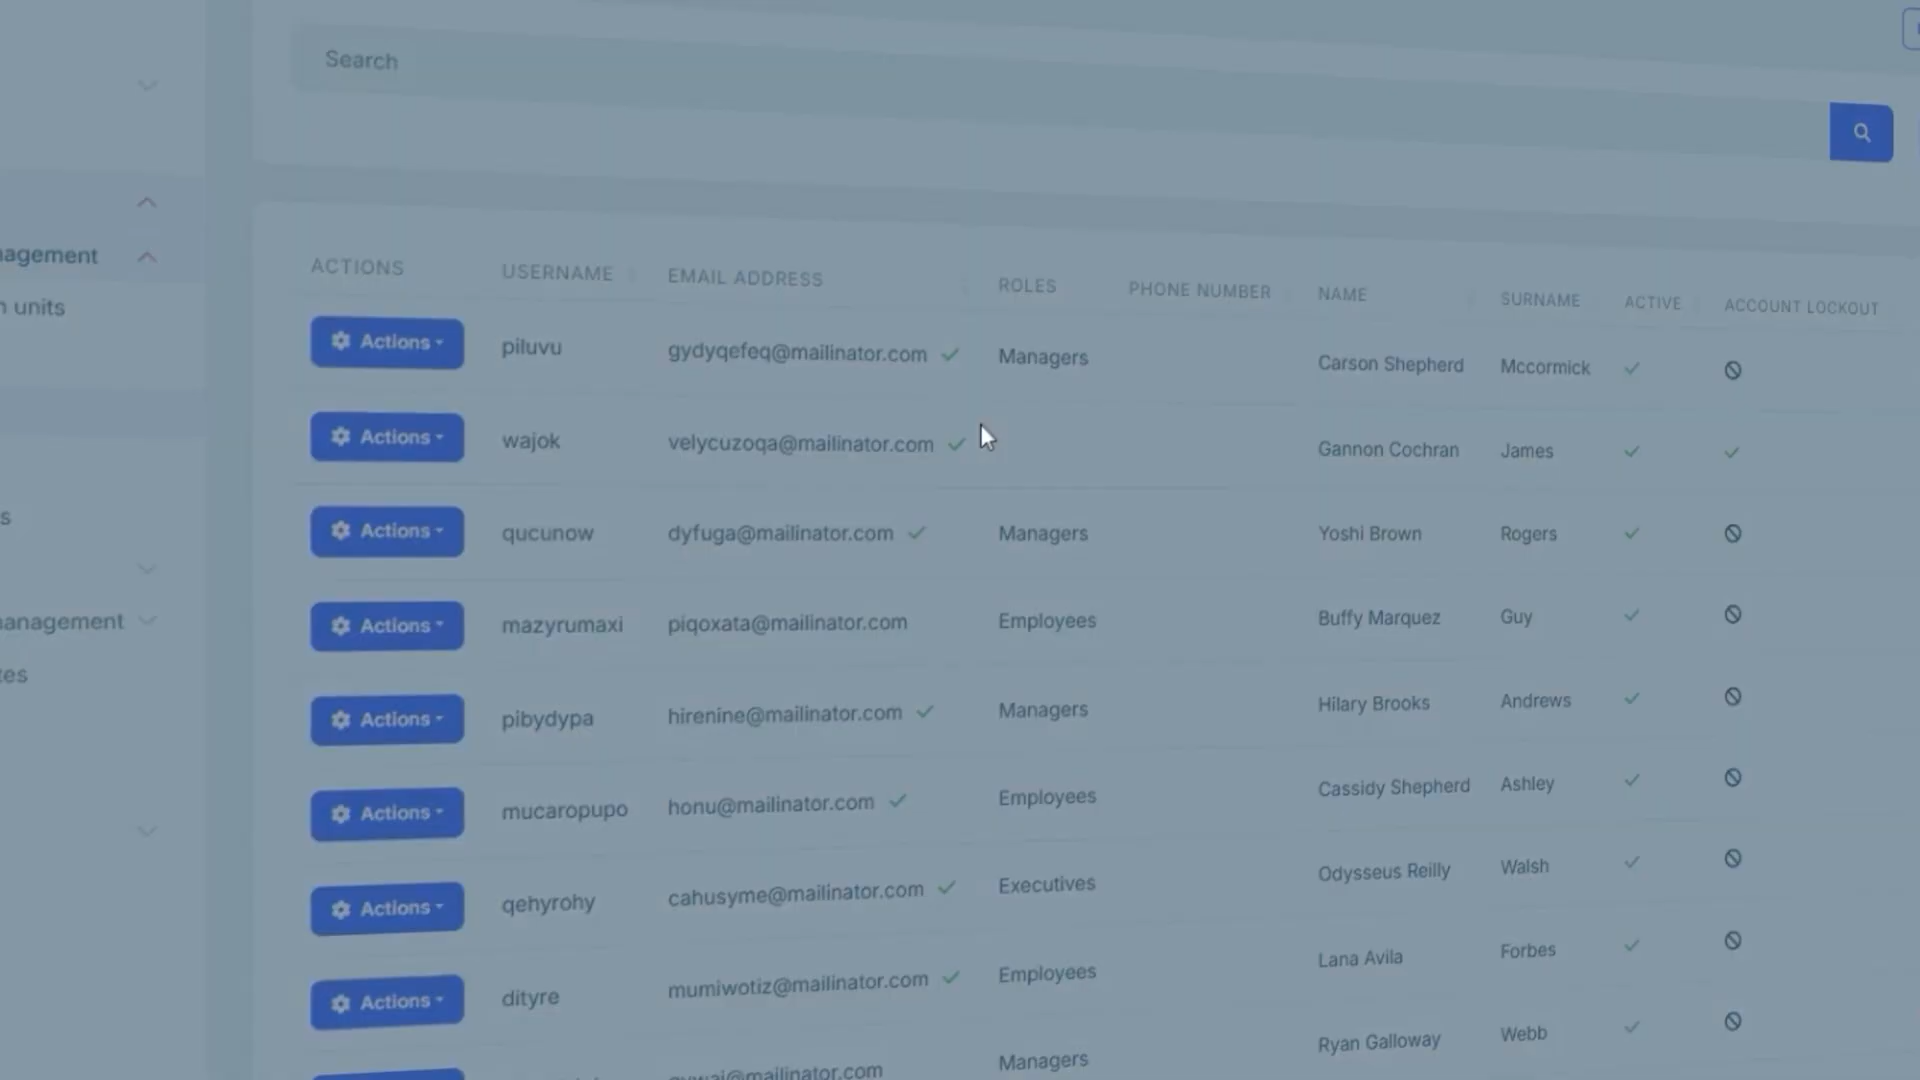 Search
nagement
n units
s
management
tes
ACTIONS USERNAME EMAIL ADDRESS ROLES PHONE NUMBER NAME SURNAME ACTIVE ACCOUNT LOCKOUT
Actions piluvu gydyqefeq@mailinator.com Managers Carson Shepherd Mccormick
Actions wajok velycuzoqa@mailinator.com Gannon Cochran James
Actions qucunow dyfuga@mailinator.com Managers Yoshi Brown Rogers
Actions mazyrumaxi piqoxata@mailinator.com Employees Buffy Marquez Guy
Actions pibydypa hirenine@mailinator.com Managers Hilary Brooks Andrews
Actions mucaropupo honu@mailinator.com Employees Cassidy Shepherd Ashley
Actions qehyrohy cahusyme@mailinator.com Executives Odysseus Reilly Walsh
Actions dityre mumiwotiz@mailinator.com Employees Lana Avila Forbes
Managers Ryan Galloway Webb